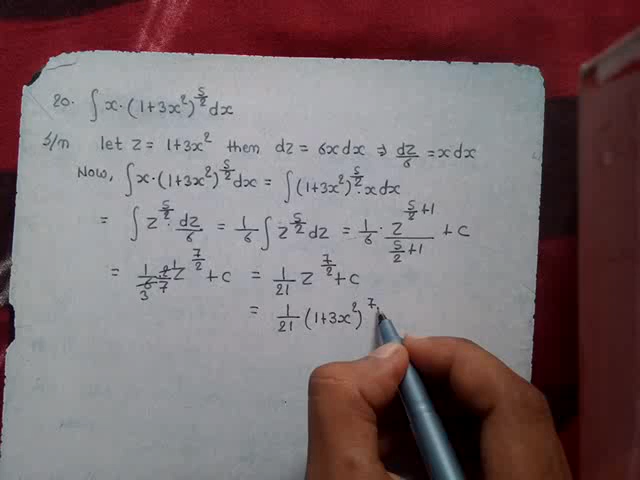 20. ∫ x·(1+3x²)^(5/2) dx
S/n let z = 1+3x² then dz = 6x dx ⇒ dz/6 = x dx
Now, ∫ x·(1+3x²)^(5/2) dx = ∫ (1+3x²)^(5/2)·x dx
= ∫ z^(5/2)·dz/6 = 1/6 ∫ z^(5/2) dz = 1/6 · z^(5/2+1)/(5/2+1) + c
= 1/6 3 · 2 1/7 z^(7/2) + c = 1/21 z^(7/2) + c
= 1/21 (1+3x²)^7